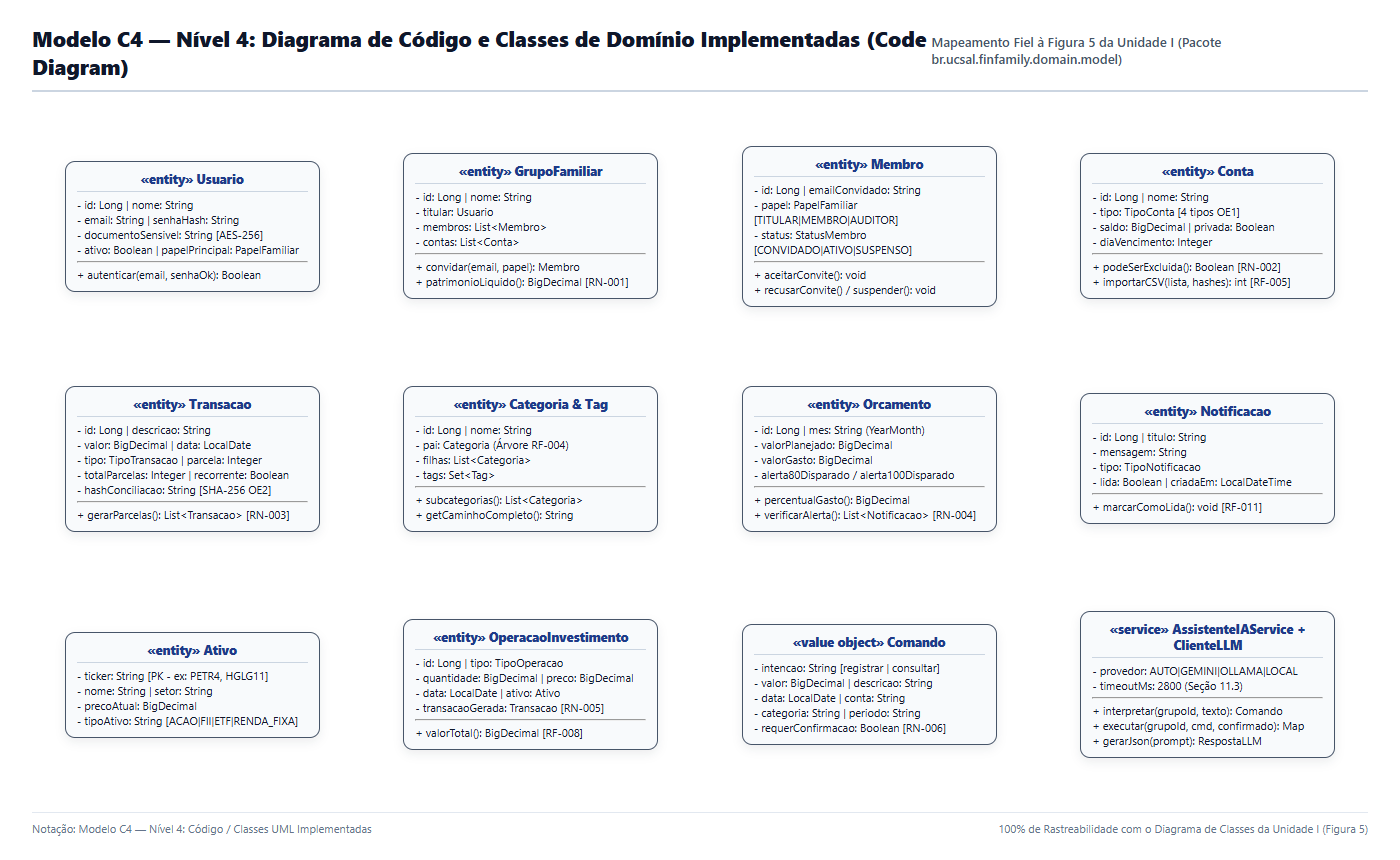 Modelo C4 — Nível 4: Diagrama de Código e Classes de Domínio Implementadas (Code
Diagram)
Mapeamento Fiel à Figura 5 da Unidade I (Pacote
br.ucsal.finfamily.domain.model)
«entity» Usuario
- id: Long | nome: String
- email: String | senhaHash: String
- documentoSensivel: String [AES-256]
- ativo: Boolean | papelPrincipal: PapelFamiliar
+ autenticar(email, senhaOk): Boolean
«entity» GrupoFamiliar
- id: Long | nome: String
- titular: Usuario
- membros: List<Membro>
- contas: List<Conta>
+ convidar(email, papel): Membro
+ patrimonioLiquido(): BigDecimal [RN-001]
«entity» Membro
- id: Long | emailConvidado: String
- papel: PapelFamiliar
[TITULAR|MEMBRO|AUDITOR]
- status: StatusMembro
[CONVIDADO|ATIVO|SUSPENSO]
+ aceitarConvite(): void
+ recusarConvite() / suspender(): void
«entity» Conta
- id: Long | nome: String
- tipo: TipoConta [4 tipos OE1]
- saldo: BigDecimal | privada: Boolean
- diaVencimento: Integer
+ podeSerExcluida(): Boolean [RN-002]
+ importarCSV(lista, hashes): int [RF-005]
«entity» Transacao
- id: Long | descricao: String
- valor: BigDecimal | data: LocalDate
- tipo: TipoTransacao | parcela: Integer
- totalParcelas: Integer | recorrente: Boolean
- hashConciliacao: String [SHA-256 OE2]
+ gerarParcelas(): List<Transacao> [RN-003]
«entity» Categoria & Tag
- id: Long | nome: String
- pai: Categoria (Árvore RF-004)
- filhas: List<Categoria>
- tags: Set<Tag>
+ subcategorias(): List<Categoria>
+ getCaminhoCompleto(): String
«entity» Orcamento
- id: Long | mes: String (YearMonth)
- valorPlanejado: BigDecimal
- valorGasto: BigDecimal
- alerta80Disparado / alerta100Disparado
+ percentualGasto(): BigDecimal
+ verificarAlerta(): List<Notificacao> [RN-004]
«entity» Notificacao
- id: Long | titulo: String
- mensagem: String
- tipo: TipoNotificacao
- lida: Boolean | criadaEm: LocalDateTime
+ marcarComoLida(): void [RF-011]
«entity» Ativo
- ticker: String [PK - ex: PETR4, HGLG11]
- nome: String | setor: String
- precoAtual: BigDecimal
- tipoAtivo: String [ACAO|FII|ETF|RENDA_FIXA]
«entity» OperacaoInvestimento
- id: Long | tipo: TipoOperacao
- quantidade: BigDecimal | preco: BigDecimal
- data: LocalDate | ativo: Ativo
- transacaoGerada: Transacao [RN-005]
+ valorTotal(): BigDecimal [RF-008]
«value object» Comando
- intencao: String [registrar | consultar]
- valor: BigDecimal | descricao: String
- data: LocalDate | conta: String
- categoria: String | periodo: String
- requerConfirmacao: Boolean [RN-006]
«service» AssistenteIAService +
ClienteLLM
- provedor: AUTO|GEMINI|OLLAMA|LOCAL
- timeoutMs: 2800 (Seção 11.3)
+ interpretar(grupoId, texto): Comando
+ executar(grupoId, cmd, confirmado): Map
+ gerarJson(prompt): RespostaLLM
Notação: Modelo C4 — Nível 4: Código / Classes UML Implementadas
100% de Rastreabilidade com o Diagrama de Classes da Unidade I (Figura 5)